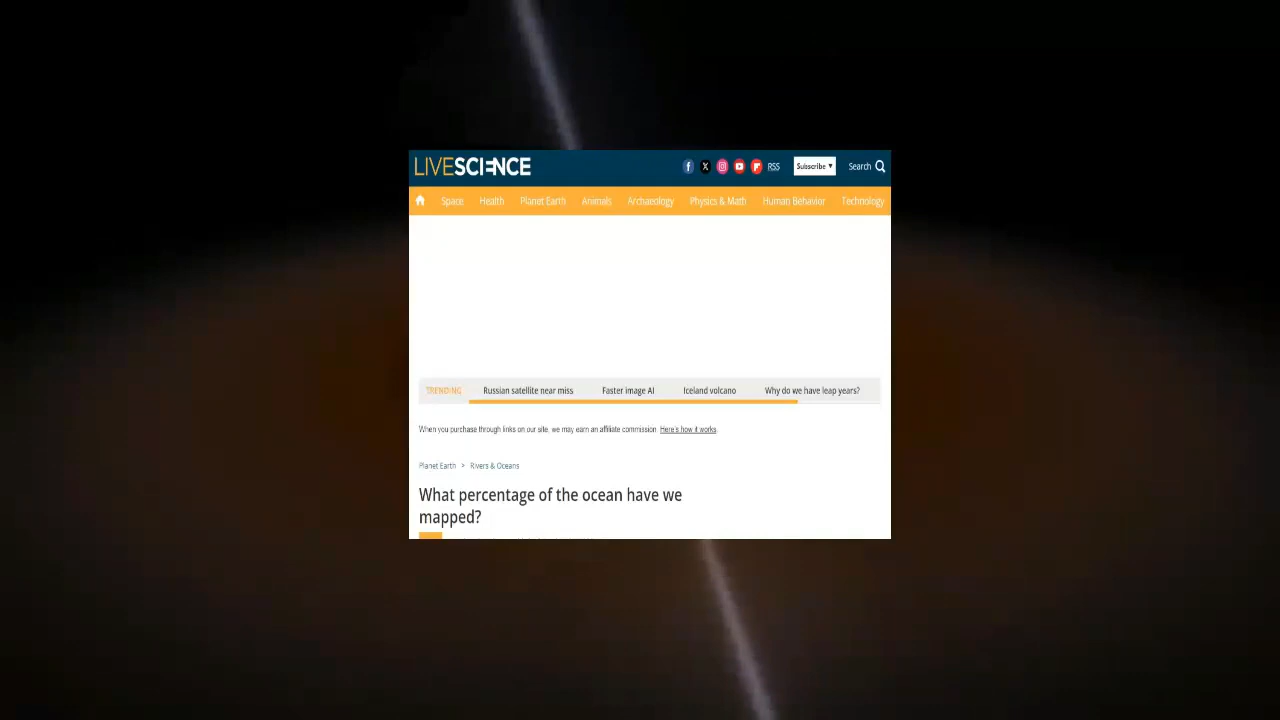 LIVESCIENCE RSS Subscribe ▼ Search
Space Health Planet Earth Animals Archaeology Physics & Math Human Behavior Technology
TRENDING Russian satellite near miss Faster image AI Iceland volcano Why do we have leap years?
When you purchase through links on our site, we may earn an affiliate commission. Here's how it works.
Planet Earth > Rivers & Oceans
What percentage of the ocean have we
mapped?